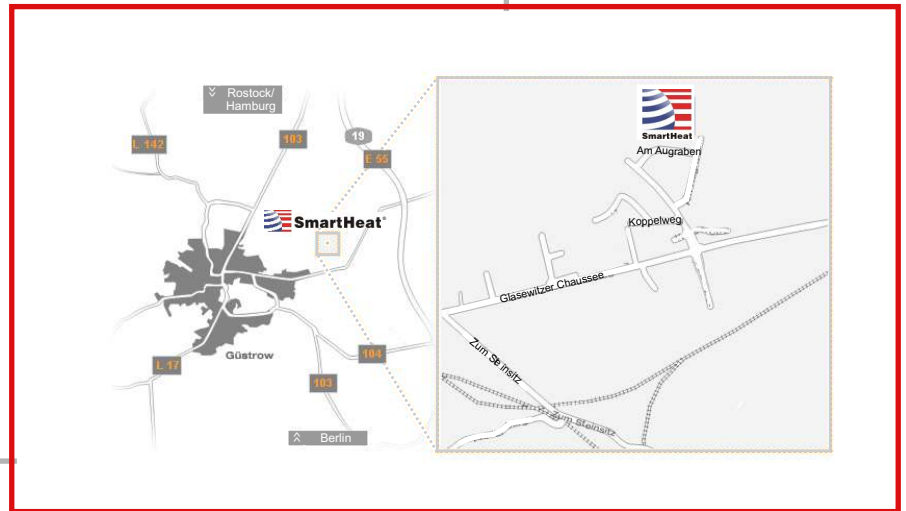 Rostock/
Hamburg
L 142
103
19
E 55
SmartHeat®
Güstrow
L 17
104
103
Berlin
SmartHeat
Am Augraben
Koppelweg
Glasewitzer Chaussee
Zum Steinsitz
Zum Steinsitz